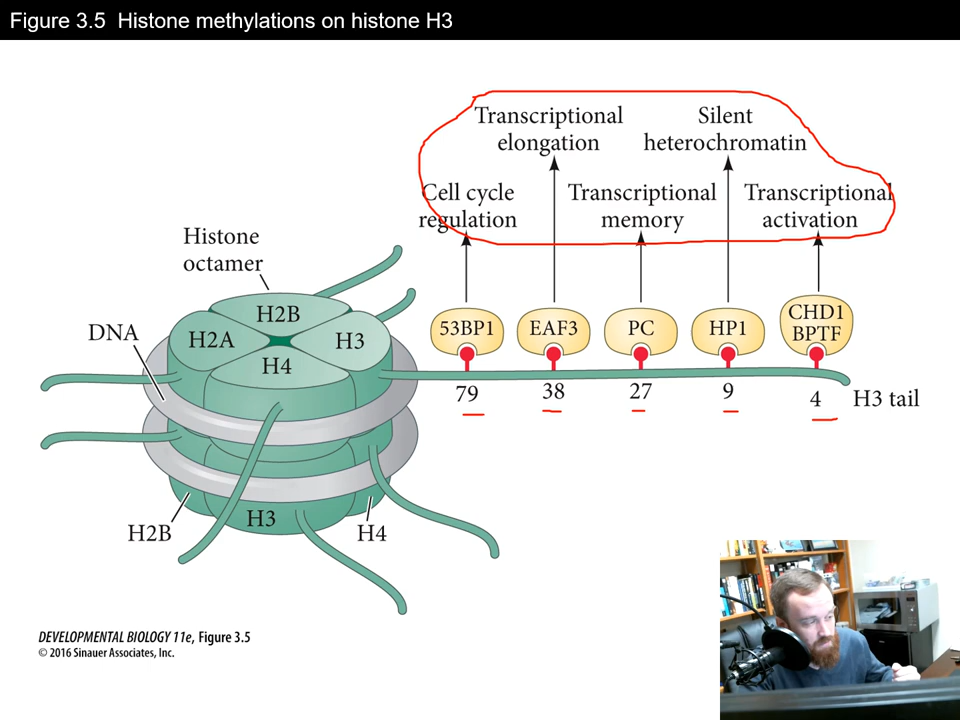 Figure 3.5 Histone methylations on histone H3
Transcriptional
elongation
Silent
heterochromatin
Cell cycle
regulation
Transcriptional
memory
Transcriptional
activation
Histone
octamer
DNA
H2B
H2A
H3
H4
53BP1
EAF3
PC
HP1
CHD1
BPTF
79
38
27
9
4
H3 tail
H2B
H3
H4
DEVELOPMENTAL BIOLOGY 11e, Figure 3.5
© 2016 Sinauer Associates, Inc.